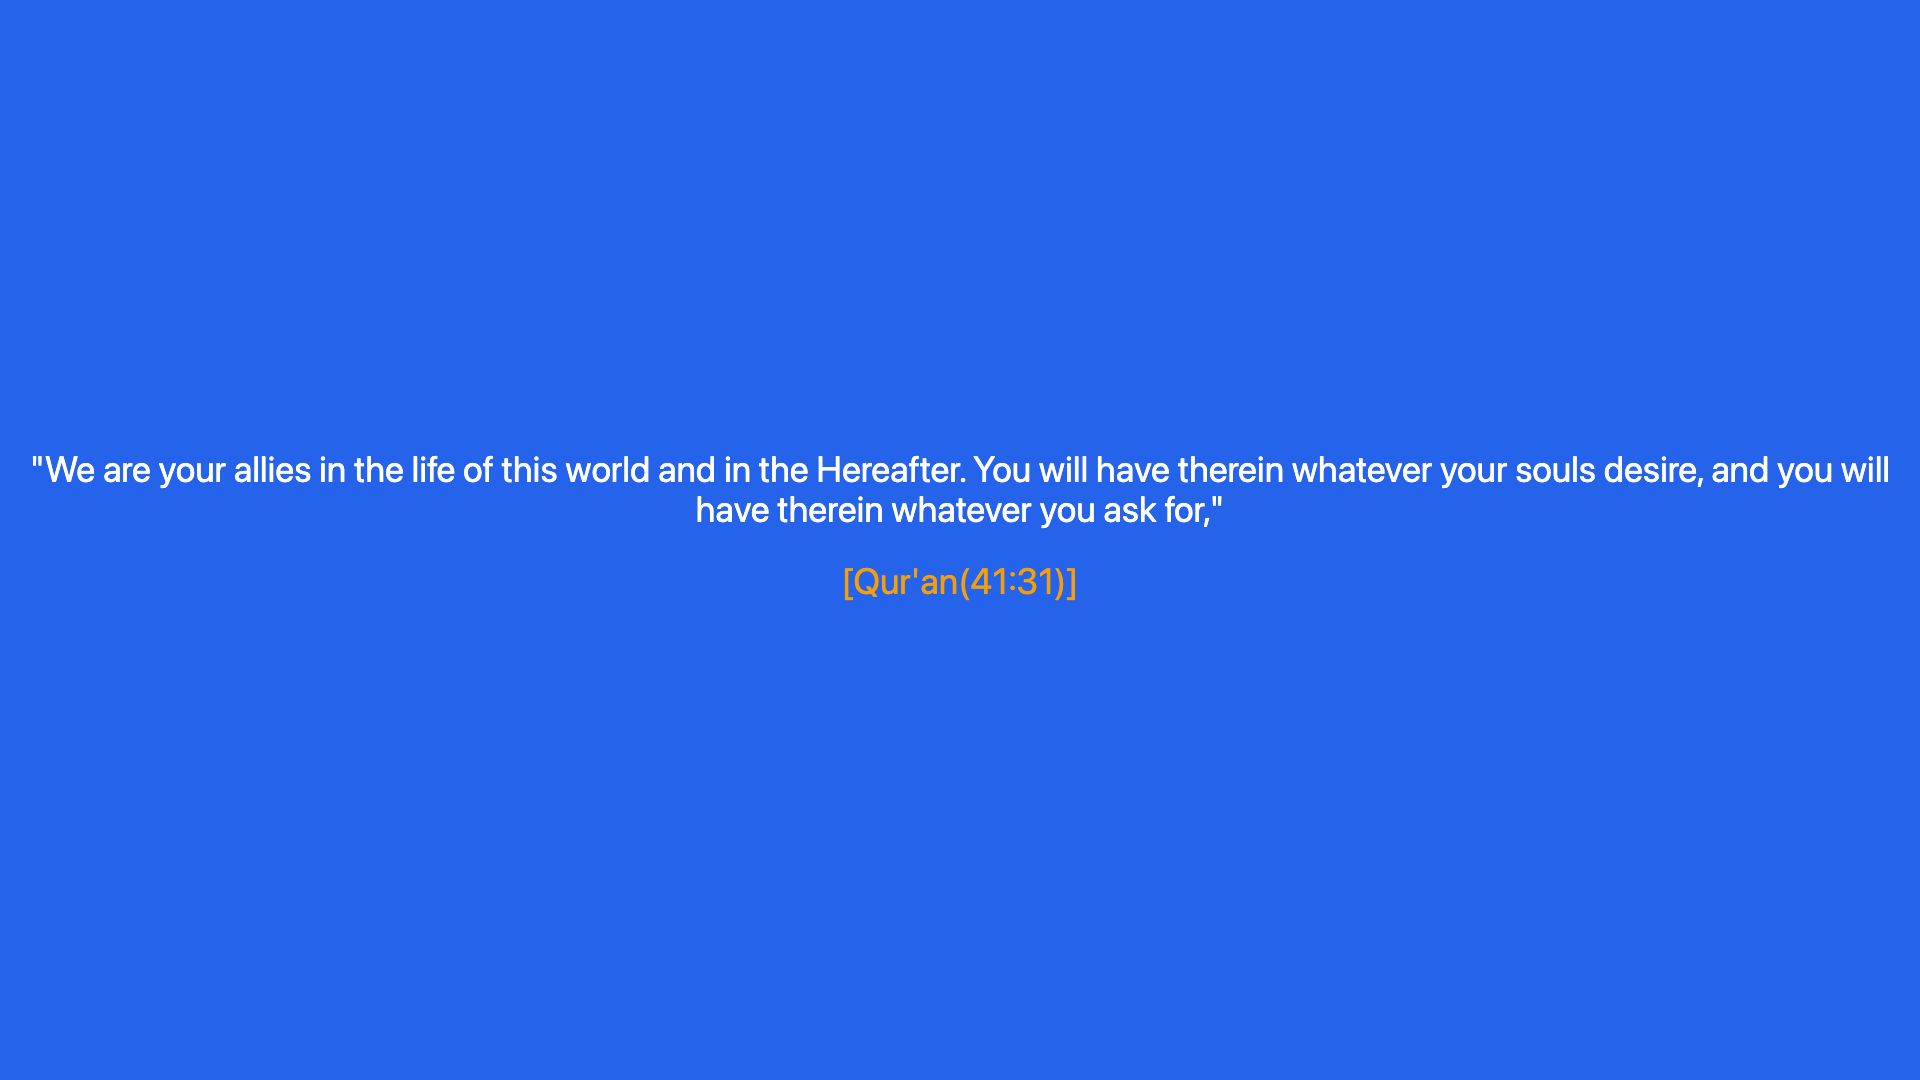 "We are your allies in the life of this world and in the Hereafter. You will have therein whatever your souls desire, and you will
have therein whatever you ask for,"
[Qur'an(41:31)]